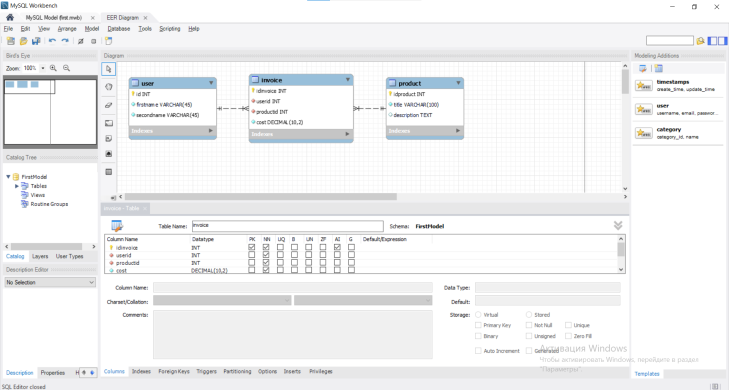 MySQL Workbench
MySQL Model (first.mwb) ×
EER Diagram ×
File Edit View Arrange Model Database Tools Scripting Help
Bird's Eye
Zoom: 100%
Diagram
Modeling Additions
user
id INT
firstname VARCHAR(45)
secondname VARCHAR(45)
Indexes
invoice
idinvoice INT
userid INT
productid INT
cost DECIMAL(10,2)
Indexes
product
idproduct INT
title VARCHAR(100)
description TEXT
Indexes
timestamps
create_time, update_time
user
username, email, passwor...
category
category_id, name
Catalog Tree
FirstModel
Tables
Views
Routine Groups
Catalog Layers User Types
Description Editor
No Selection
Description Properties H
invoice - Table ×
Table Name: invoice Schema: FirstModel
Column Name Datatype PK NN UQ B UN ZF AI G Default/Expression
idinvoice INT
userid INT
productid INT
cost DECIMAL(10,2)
Column Name: Data Type:
Charset/Collation: Default:
Comments: Storage: Virtual Stored
Primary Key Not Null Unique
Binary Unsigned Zero Fill
Auto Increment Generated
Активация Windows
Чтобы активировать Windows, перейдите в раздел
"Параметры".
Columns Indexes Foreign Keys Triggers Partitioning Options Inserts Privileges
Templates
SQL Editor closed